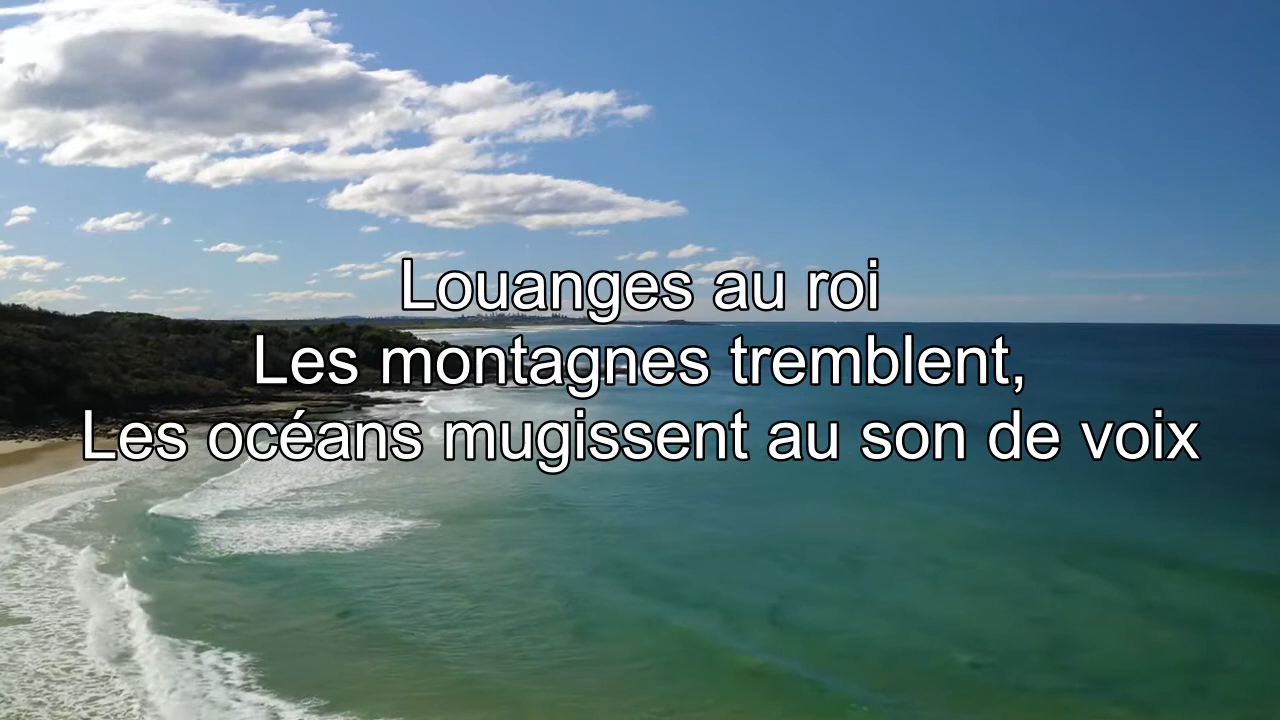 Louanges au roi
Les montagnes tremblent,
Les océans mugissent au son de voix